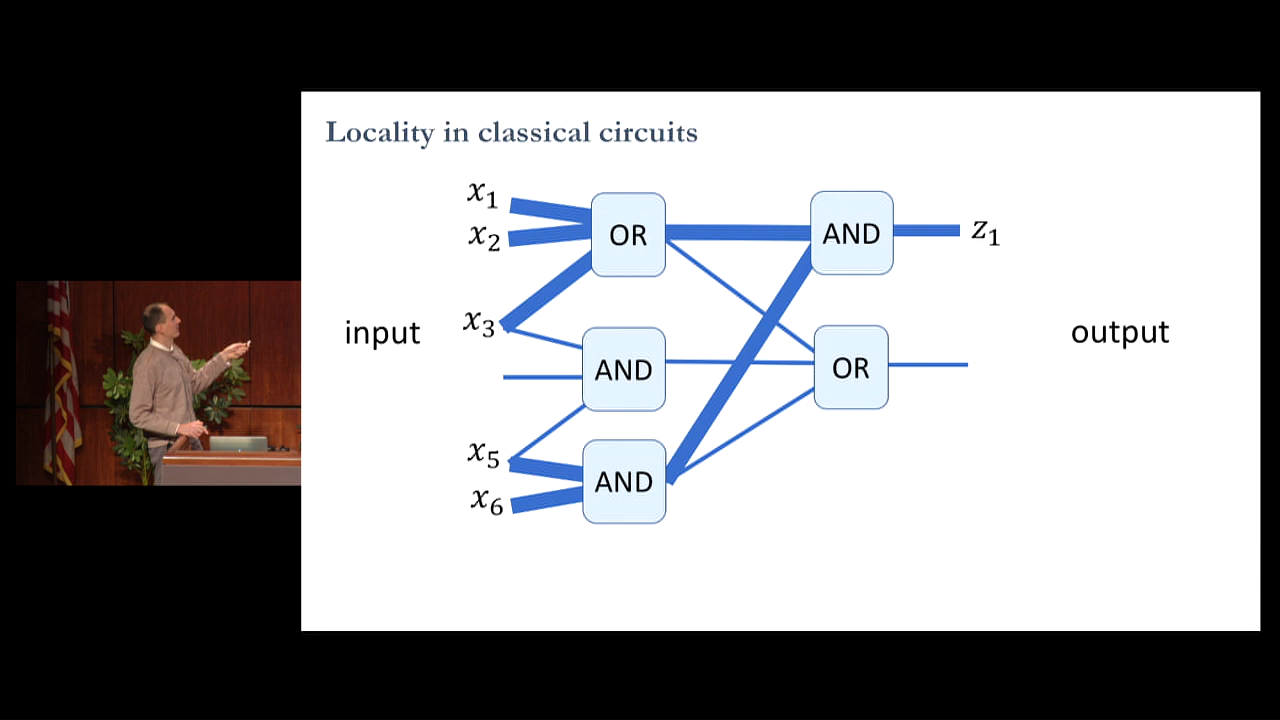 Locality in classical circuits
x₁
x₂
OR
AND
z₁
x₃
input
AND
OR
output
x₅
x₆
AND